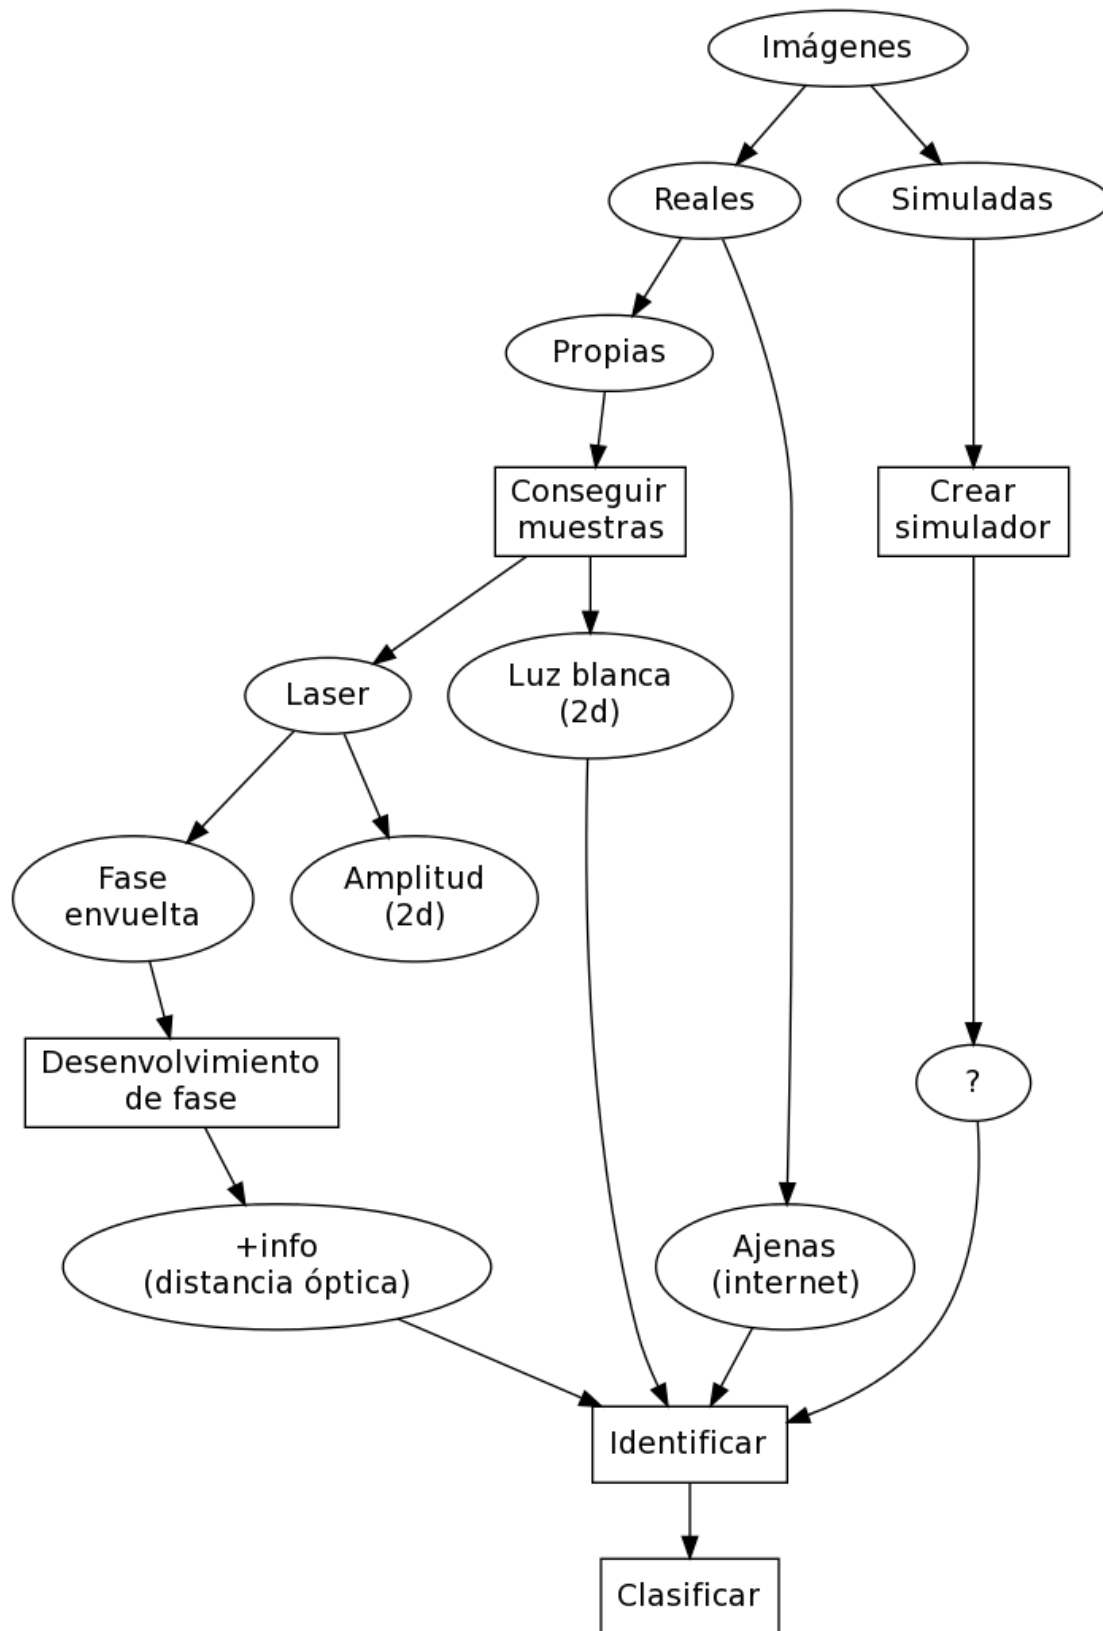 Imágenes
Reales
Simuladas
Propias
Conseguir
muestras
Crear
simulador
Laser
Luz blanca
(2d)
Fase
envuelta
Amplitud
(2d)
Desenvolvimiento
de fase
?
+info
(distancia óptica)
Ajenas
(internet)
Identificar
Clasificar